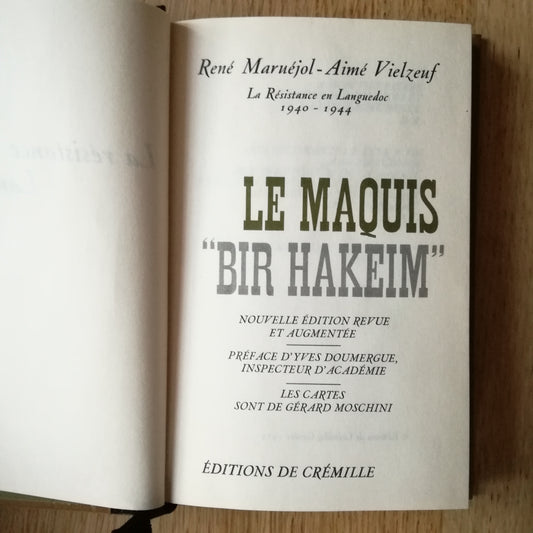 René Maruéjol - Aimé Vielzeuf
La Résistance en Languedoc
1940 - 1944
LE MAQUIS
"BIR HAKEIM"
NOUVELLE ÉDITION REVUE
ET AUGMENTÉE
PRÉFACE D'YVES DOUMERGUE,
INSPECTEUR D'ACADÉMIE
LES CARTES
SONT DE GÉRARD MOSCHINI
ÉDITIONS DE CRÉMILLE